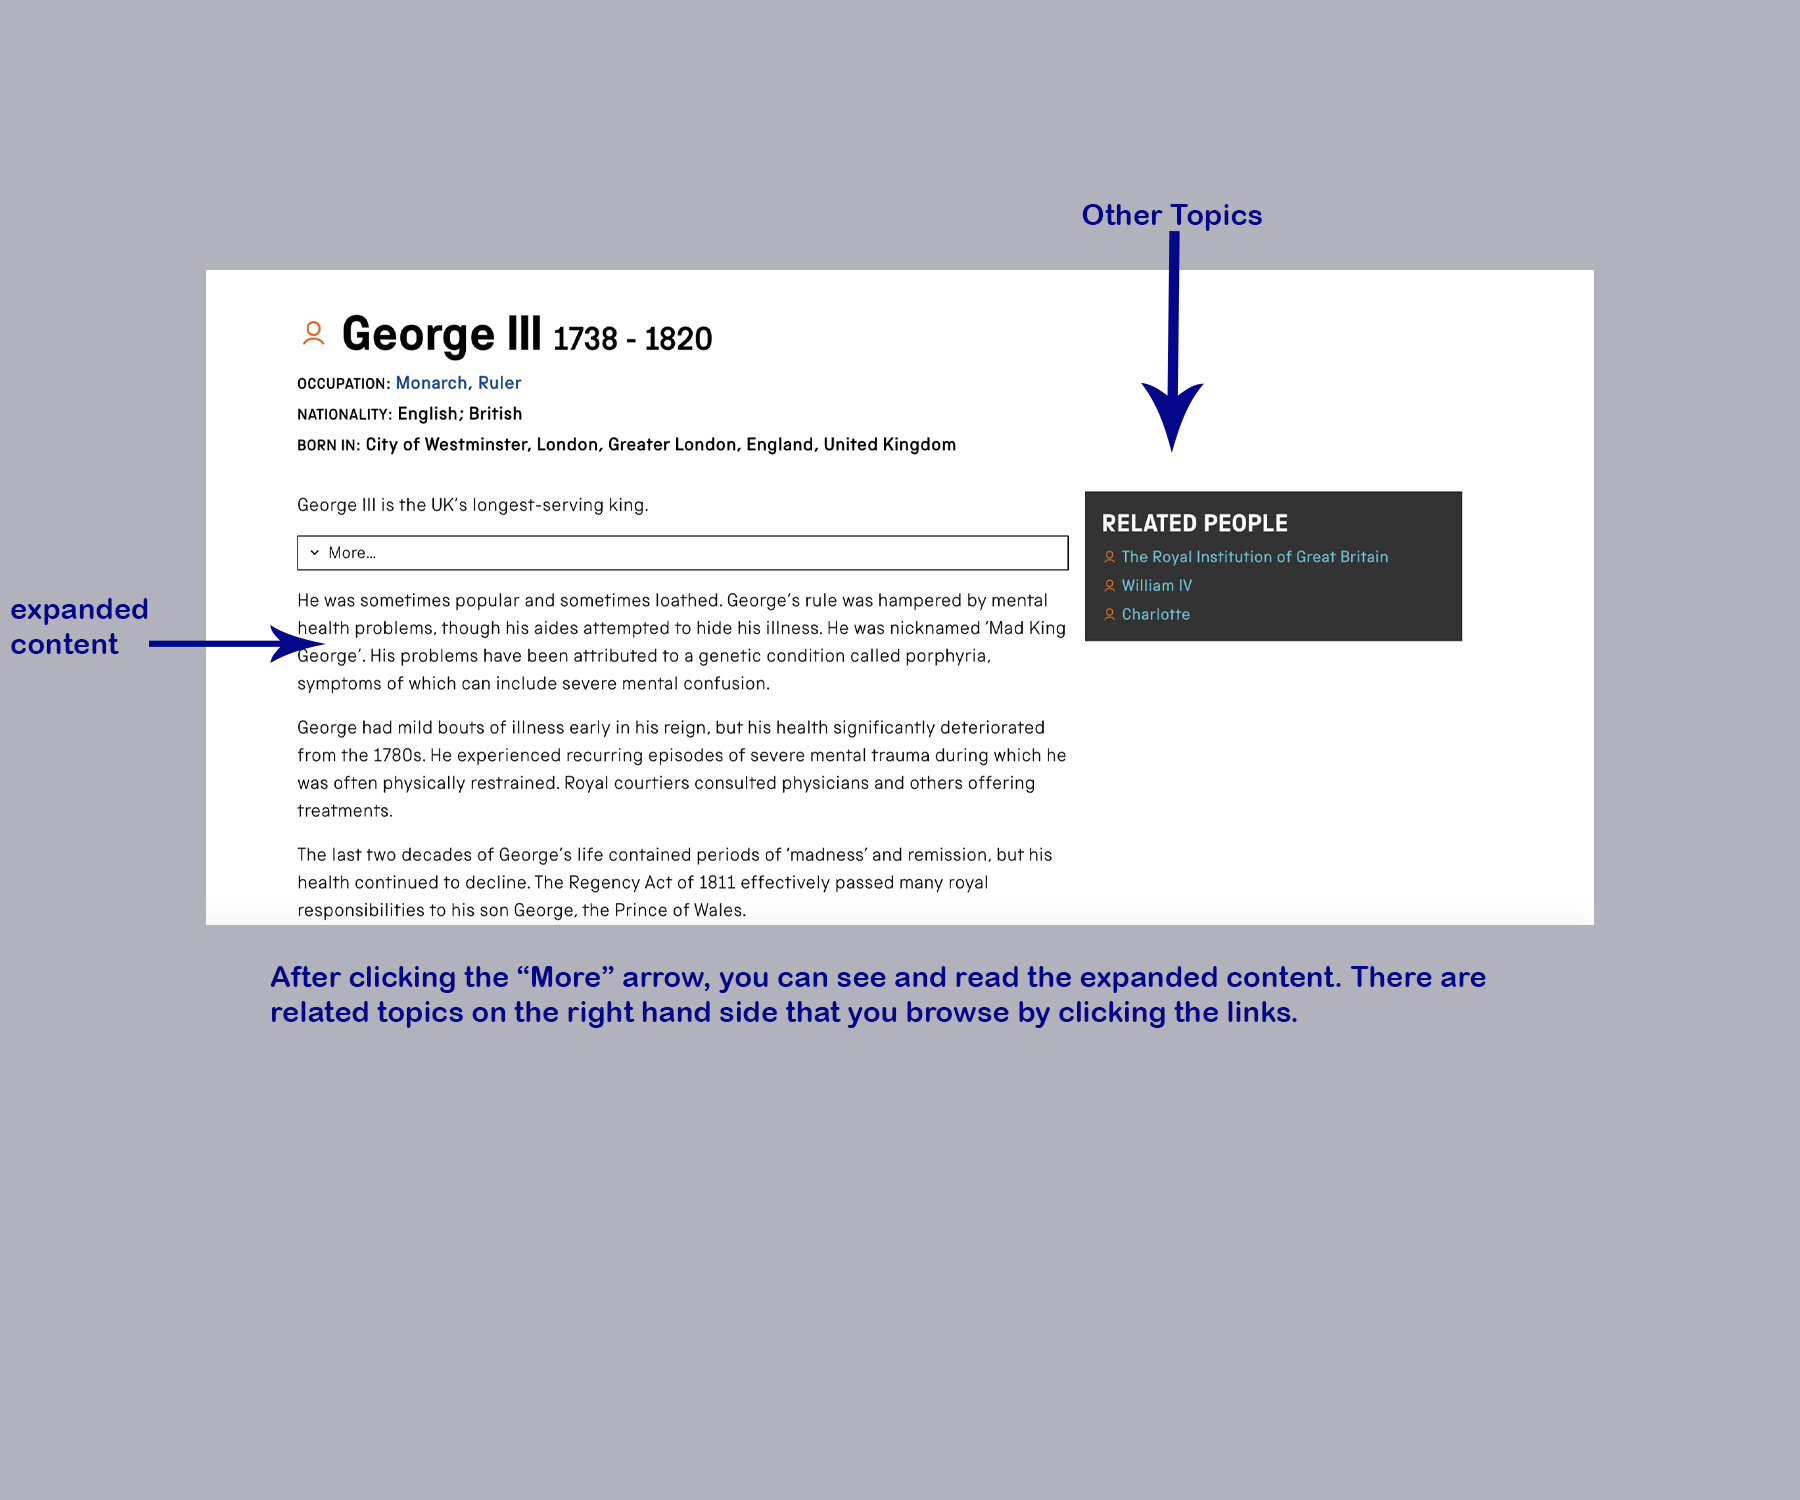 Other Topics
George III 1738 - 1820
OCCUPATION: Monarch, Ruler
NATIONALITY: English; British
BORN IN: City of Westminster, London, Greater London, England, United Kingdom
George III is the UK's longest-serving king.
More...
He was sometimes popular and sometimes loathed. George's rule was hampered by mental
health problems, though his aides attempted to hide his illness. He was nicknamed 'Mad King
George'. His problems have been attributed to a genetic condition called porphyria,
symptoms of which can include severe mental confusion.
George had mild bouts of illness early in his reign, but his health significantly deteriorated
from the 1780s. He experienced recurring episodes of severe mental trauma during which he
was often physically restrained. Royal courtiers consulted physicians and others offering
treatments.
The last two decades of George's life contained periods of 'madness' and remission, but his
health continued to decline. The Regency Act of 1811 effectively passed many royal
responsibilities to his son George, the Prince of Wales.
RELATED PEOPLE
The Royal Institution of Great Britain
William IV
Charlotte
expanded
content
After clicking the “More” arrow, you can see and read the expanded content. There are
related topics on the right hand side that you browse by clicking the links.